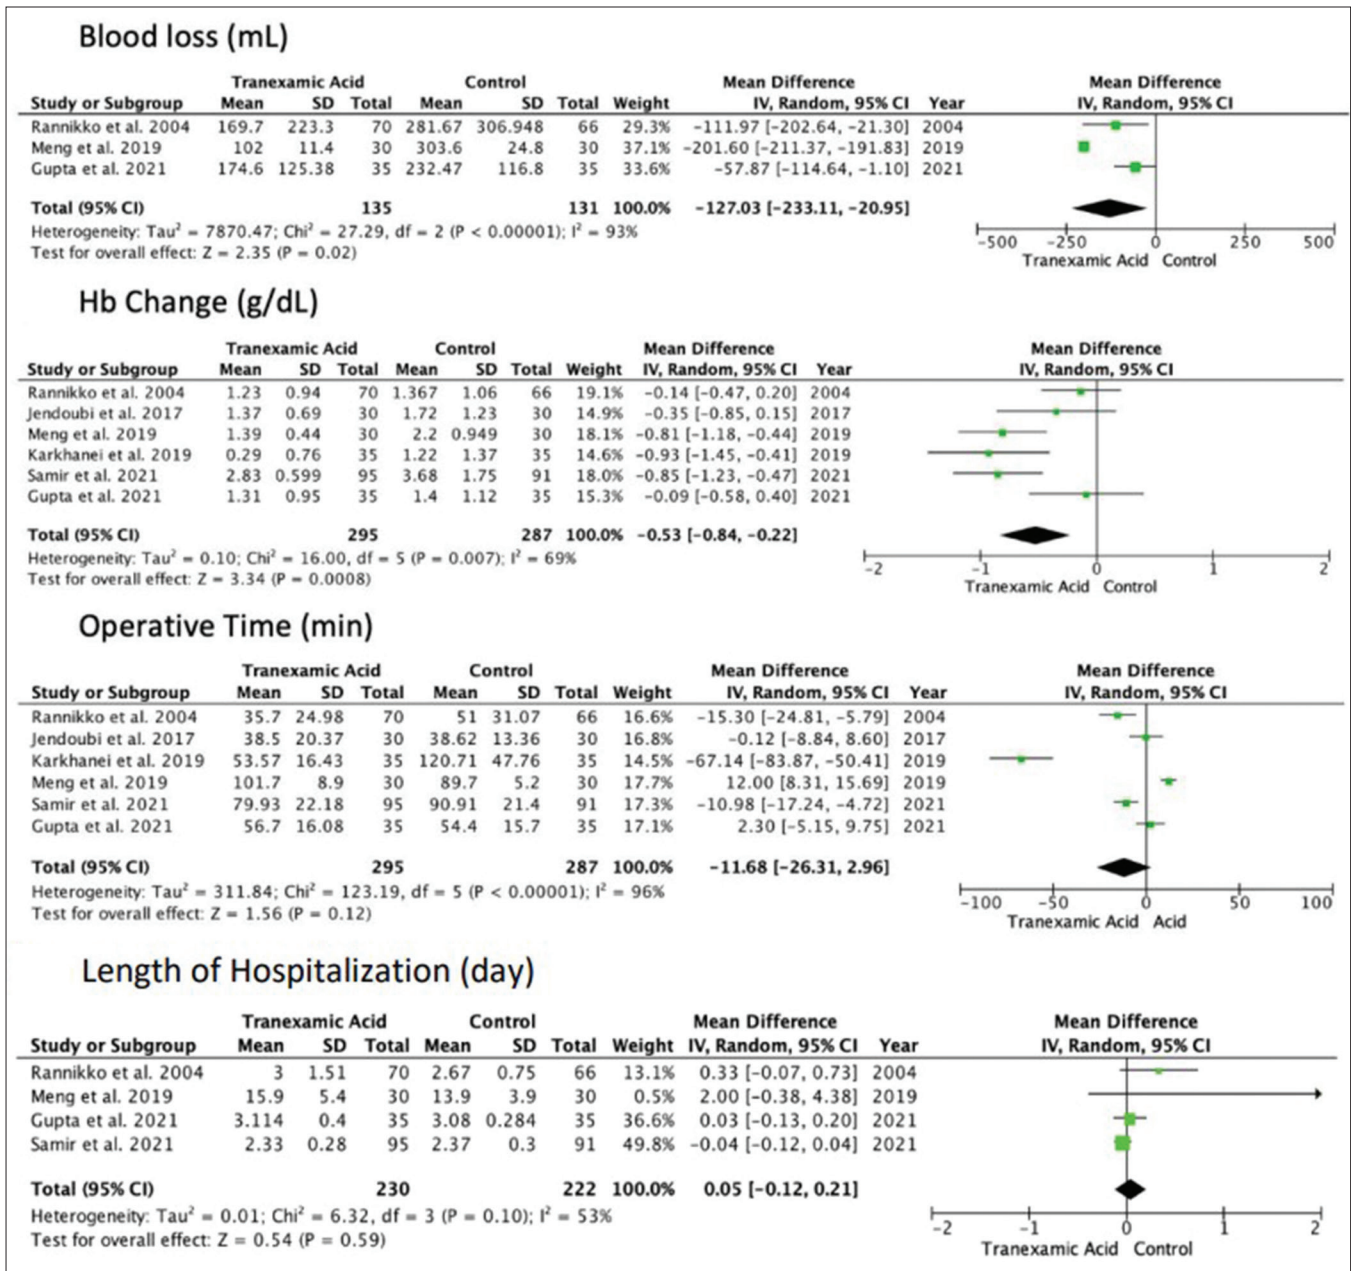 Blood loss (mL)
Tranexamic Acid Control Mean Difference Mean Difference
Study or Subgroup Mean SD Total Mean SD Total Weight IV, Random, 95% CI Year IV, Random, 95% CI
Rannikko et al. 2004 169.7 223.3 70 281.67 306.948 66 29.3% -111.97 [-202.64, -21.30] 2004
Meng et al. 2019 102 11.4 30 303.6 24.8 30 37.1% -201.60 [-211.37, -191.83] 2019
Gupta et al. 2021 174.6 125.38 35 232.47 116.8 35 33.6% -57.87 [-114.64, -1.10] 2021
Total (95% CI) 135 131 100.0% -127.03 [-233.11, -20.95]
Heterogeneity: Tau² = 7870.47; Chi² = 27.29, df = 2 (P < 0.00001); I² = 93%
Test for overall effect: Z = 2.35 (P = 0.02)
-500 -250 0 250 500
Tranexamic Acid Control
Hb Change (g/dL)
Tranexamic Acid Control Mean Difference Mean Difference
Study or Subgroup Mean SD Total Mean SD Total Weight IV, Random, 95% CI Year IV, Random, 95% CI
Rannikko et al. 2004 1.23 0.94 70 1.367 1.06 66 19.1% -0.14 [-0.47, 0.20] 2004
Jendoubi et al. 2017 1.37 0.69 30 1.72 1.23 30 14.9% -0.35 [-0.85, 0.15] 2017
Meng et al. 2019 1.39 0.44 30 2.2 0.949 30 18.1% -0.81 [-1.18, -0.44] 2019
Karkhanei et al. 2019 0.29 0.76 35 1.22 1.37 35 14.6% -0.93 [-1.45, -0.41] 2019
Samir et al. 2021 2.83 0.599 95 3.68 1.75 91 18.0% -0.85 [-1.23, -0.47] 2021
Gupta et al. 2021 1.31 0.95 35 1.4 1.12 35 15.3% -0.09 [-0.58, 0.40] 2021
Total (95% CI) 295 287 100.0% -0.53 [-0.84, -0.22]
Heterogeneity: Tau² = 0.10; Chi² = 16.00, df = 5 (P = 0.007); I² = 69%
Test for overall effect: Z = 3.34 (P = 0.0008)
-2 -1 0 1 2
Tranexamic Acid Control
Operative Time (min)
Tranexamic Acid Control Mean Difference Mean Difference
Study or Subgroup Mean SD Total Mean SD Total Weight IV, Random, 95% CI Year IV, Random, 95% CI
Rannikko et al. 2004 35.7 24.98 70 51 31.07 66 16.6% -15.30 [-24.81, -5.79] 2004
Jendoubi et al. 2017 38.5 20.37 30 38.62 13.36 30 16.8% -0.12 [-8.84, 8.60] 2017
Karkhanei et al. 2019 53.57 16.43 35 120.71 47.76 35 14.5% -67.14 [-83.87, -50.41] 2019
Meng et al. 2019 101.7 8.9 30 89.7 5.2 30 17.7% 12.00 [8.31, 15.69] 2019
Samir et al. 2021 79.93 22.18 95 90.91 21.4 91 17.3% -10.98 [-17.24, -4.72] 2021
Gupta et al. 2021 56.7 16.08 35 54.4 15.7 35 17.1% 2.30 [-5.15, 9.75] 2021
Total (95% CI) 295 287 100.0% -11.68 [-26.31, 2.96]
Heterogeneity: Tau² = 311.84; Chi² = 123.19, df = 5 (P < 0.00001); I² = 96%
Test for overall effect: Z = 1.56 (P = 0.12)
-100 -50 0 50 100
Tranexamic Acid Acid
Length of Hospitalization (day)
Tranexamic Acid Control Mean Difference Mean Difference
Study or Subgroup Mean SD Total Mean SD Total Weight IV, Random, 95% CI Year IV, Random, 95% CI
Rannikko et al. 2004 3 1.51 70 2.67 0.75 66 13.1% 0.33 [-0.07, 0.73] 2004
Meng et al. 2019 15.9 5.4 30 13.9 3.9 30 0.5% 2.00 [-0.38, 4.38] 2019
Gupta et al. 2021 3.114 0.4 35 3.08 0.284 35 36.6% 0.03 [-0.13, 0.20] 2021
Samir et al. 2021 2.33 0.28 95 2.37 0.3 91 49.8% -0.04 [-0.12, 0.04] 2021
Total (95% CI) 230 222 100.0% 0.05 [-0.12, 0.21]
Heterogeneity: Tau² = 0.01; Chi² = 6.32, df = 3 (P = 0.10); I² = 53%
Test for overall effect: Z = 0.54 (P = 0.59)
-2 -1 0 1 2
Tranexamic Acid Control